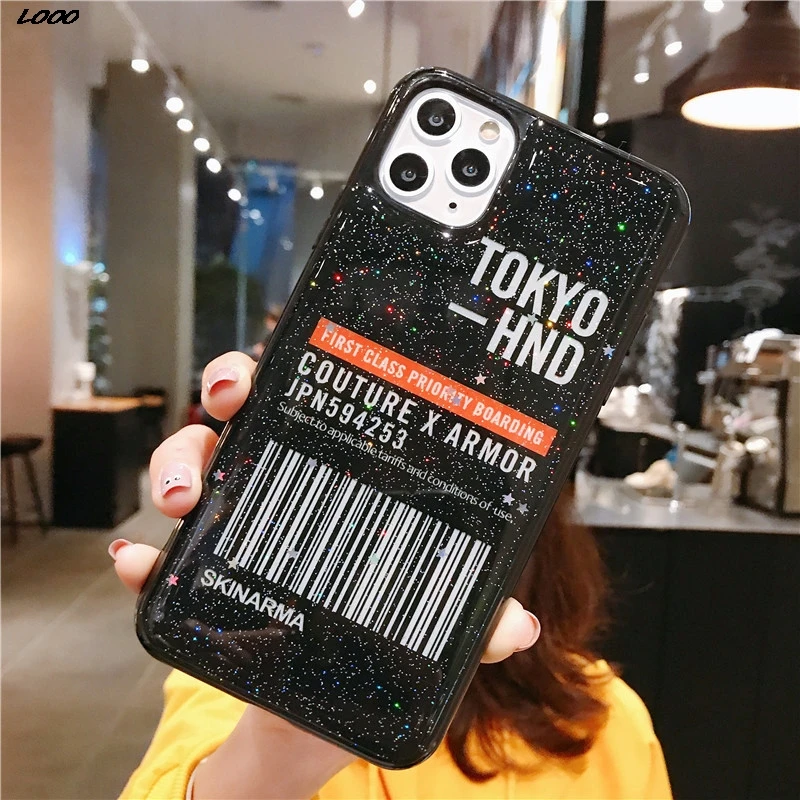 LOOO
TOKYO
—HND
FIRST CLASS PRIORITY BOARDING
COUTURE X ARMOR
JPN594253
Subject to applicable tariffs and conditions of use.
SKINARMA